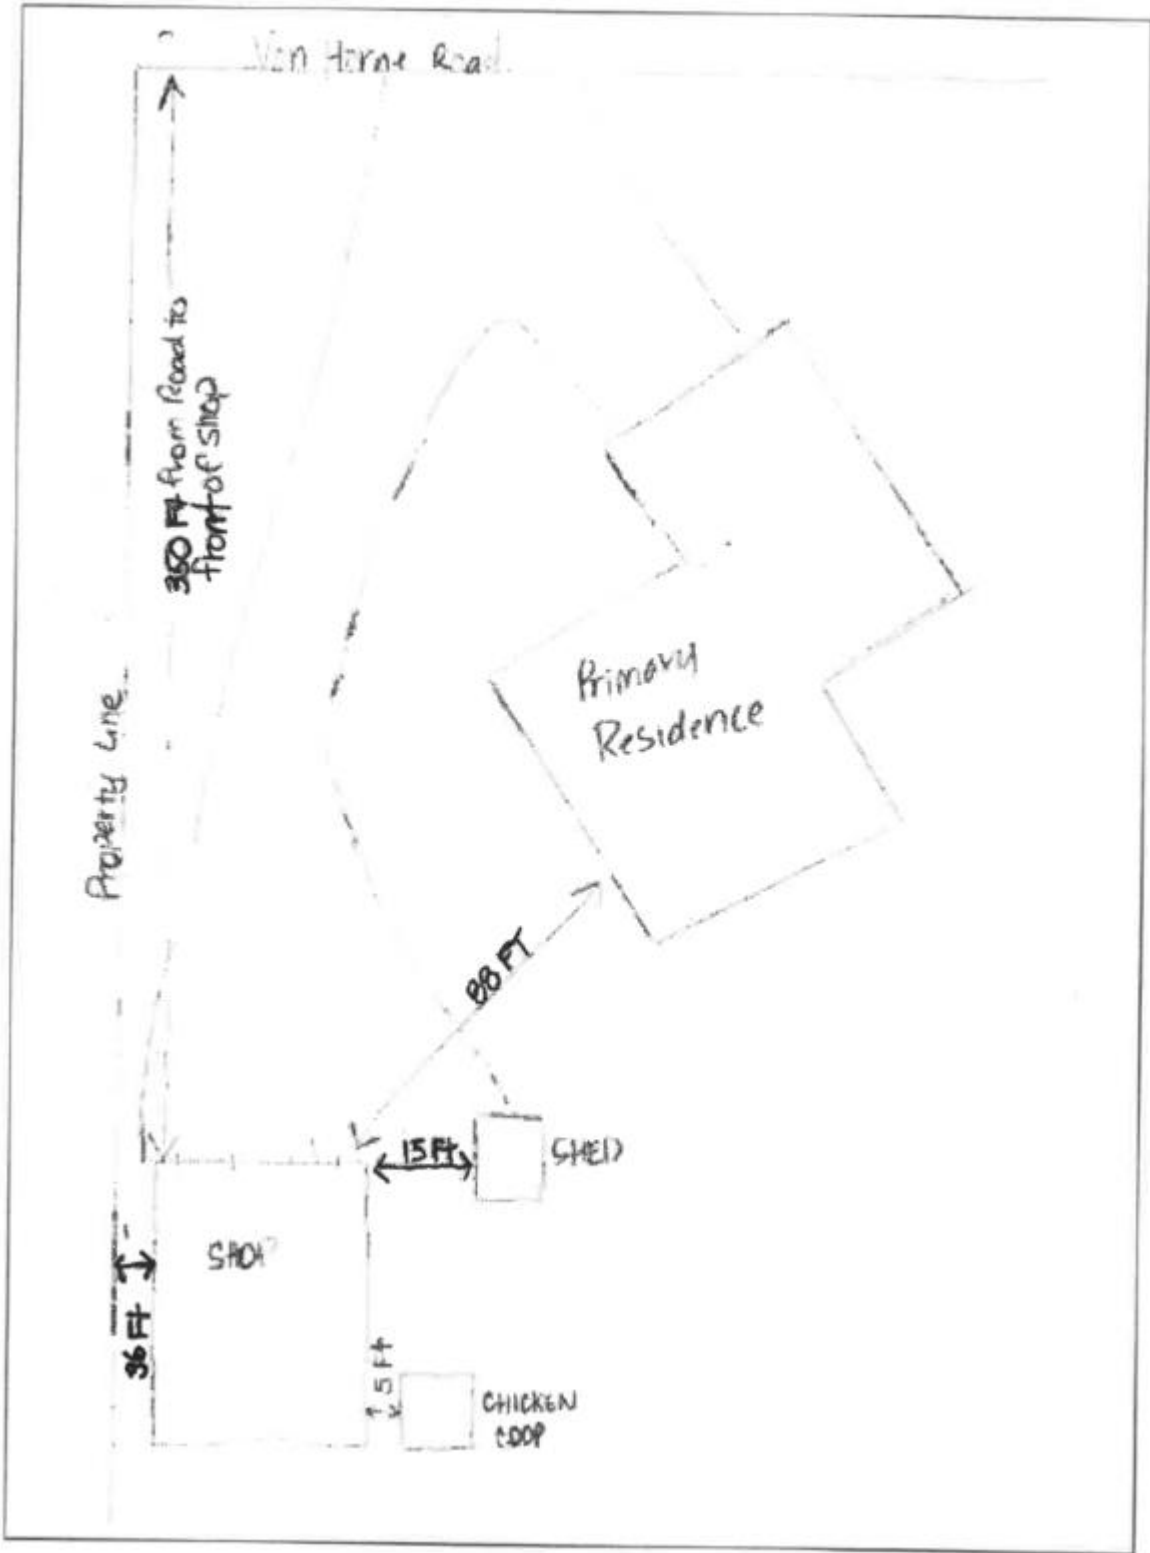 Van Horne Road
350 Ft from Road to
front of shop
Property Line
Primary
Residence
88 FT
15 Ft
SHED
SHOP
36 Ft
5 Ft
CHICKEN
COOP